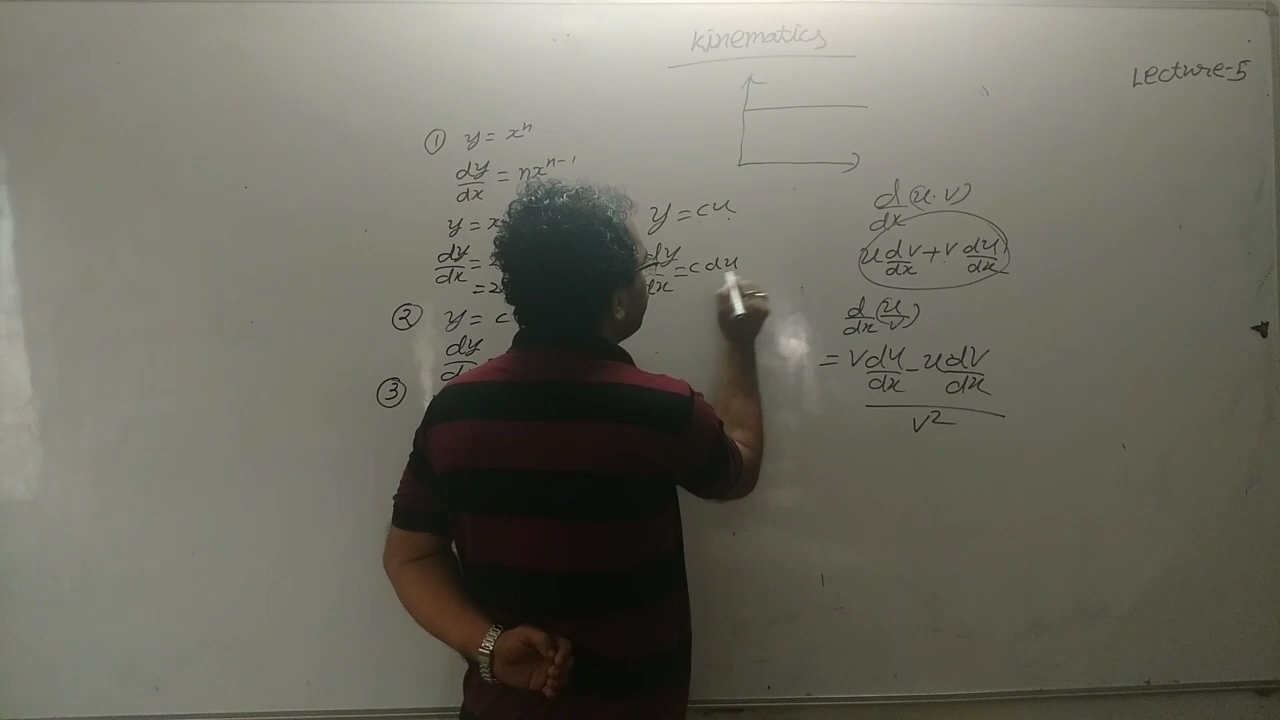 Kinematics
Lecture-5
① y = xⁿ
dy/dx = nxⁿ⁻¹
y = x
dy/dx = 2
= 2
② y = c
dy
③
y = cu
dy/dx = c du
d/dx (u·v)
u dv/dx + v du/dx
d/dx (u/v)
= v du/dx - u dv/dx
v²